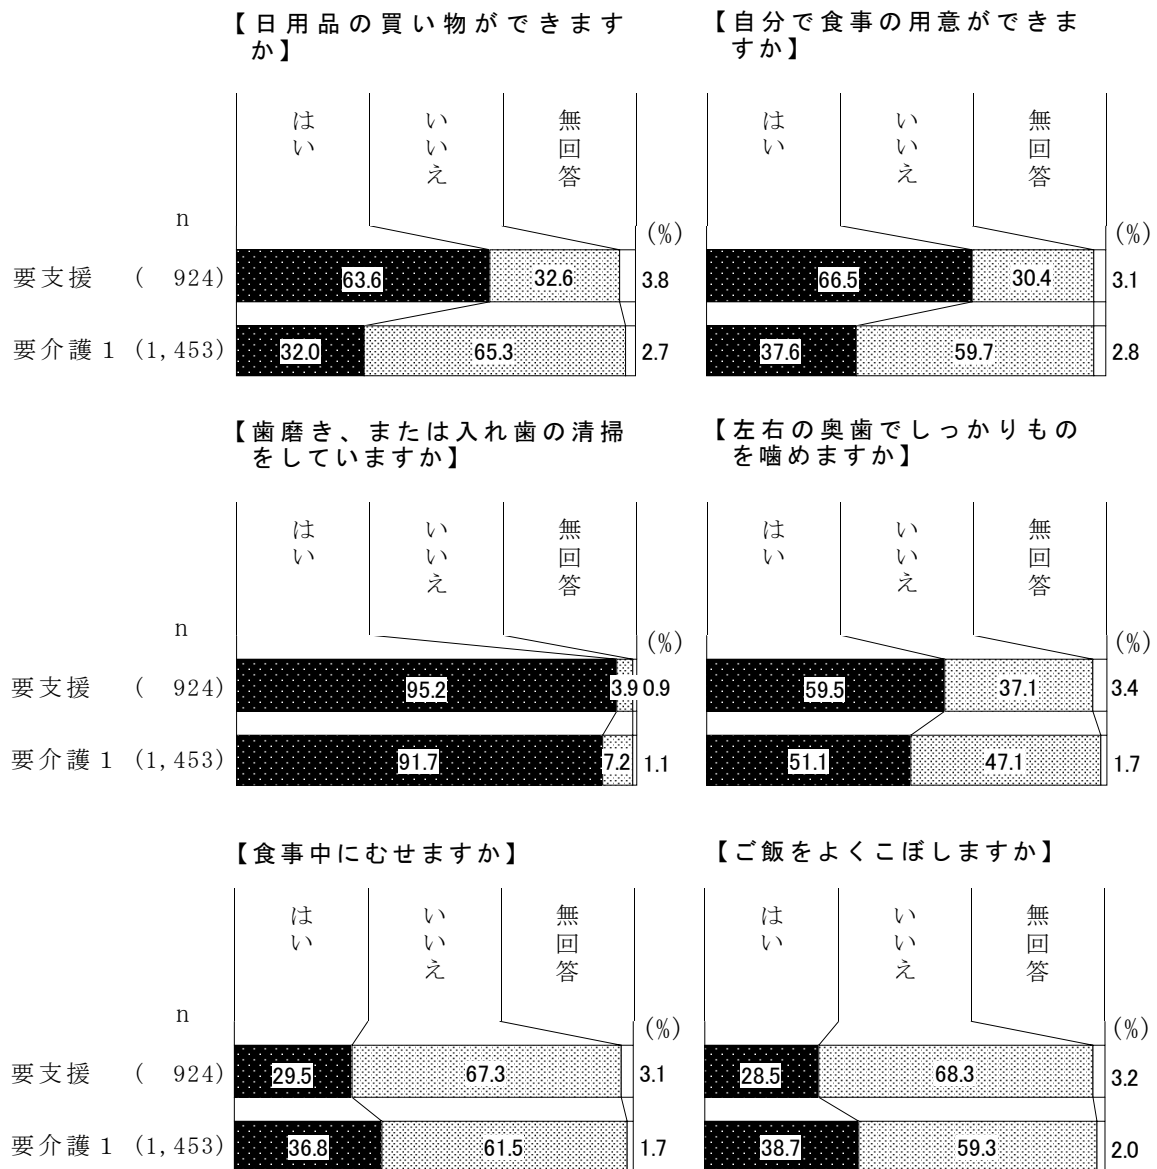 【日用品の買い物ができます
か】
はい
いいえ
無回答
n
(%)
要支援 ( 924) 63.6 32.6 3.8
要介護1 (1,453) 32.0 65.3 2.7
【自分で食事の用意ができま
すか】
はい
いいえ
無回答
(%)
66.5 30.4 3.1
37.6 59.7 2.8
【歯磨き、または入れ歯の清掃
をしていますか】
はい
いいえ
無回答
n
(%)
要支援 ( 924) 95.2 3.9 0.9
要介護1 (1,453) 91.7 7.2 1.1
【左右の奥歯でしっかりもの
を噛めますか】
はい
いいえ
無回答
(%)
59.5 37.1 3.4
51.1 47.1 1.7
【食事中にむせますか】
はい
いいえ
無回答
n
(%)
要支援 ( 924) 29.5 67.3 3.1
要介護1 (1,453) 36.8 61.5 1.7
【ご飯をよくこぼしますか】
はい
いいえ
無回答
(%)
28.5 68.3 3.2
38.7 59.3 2.0